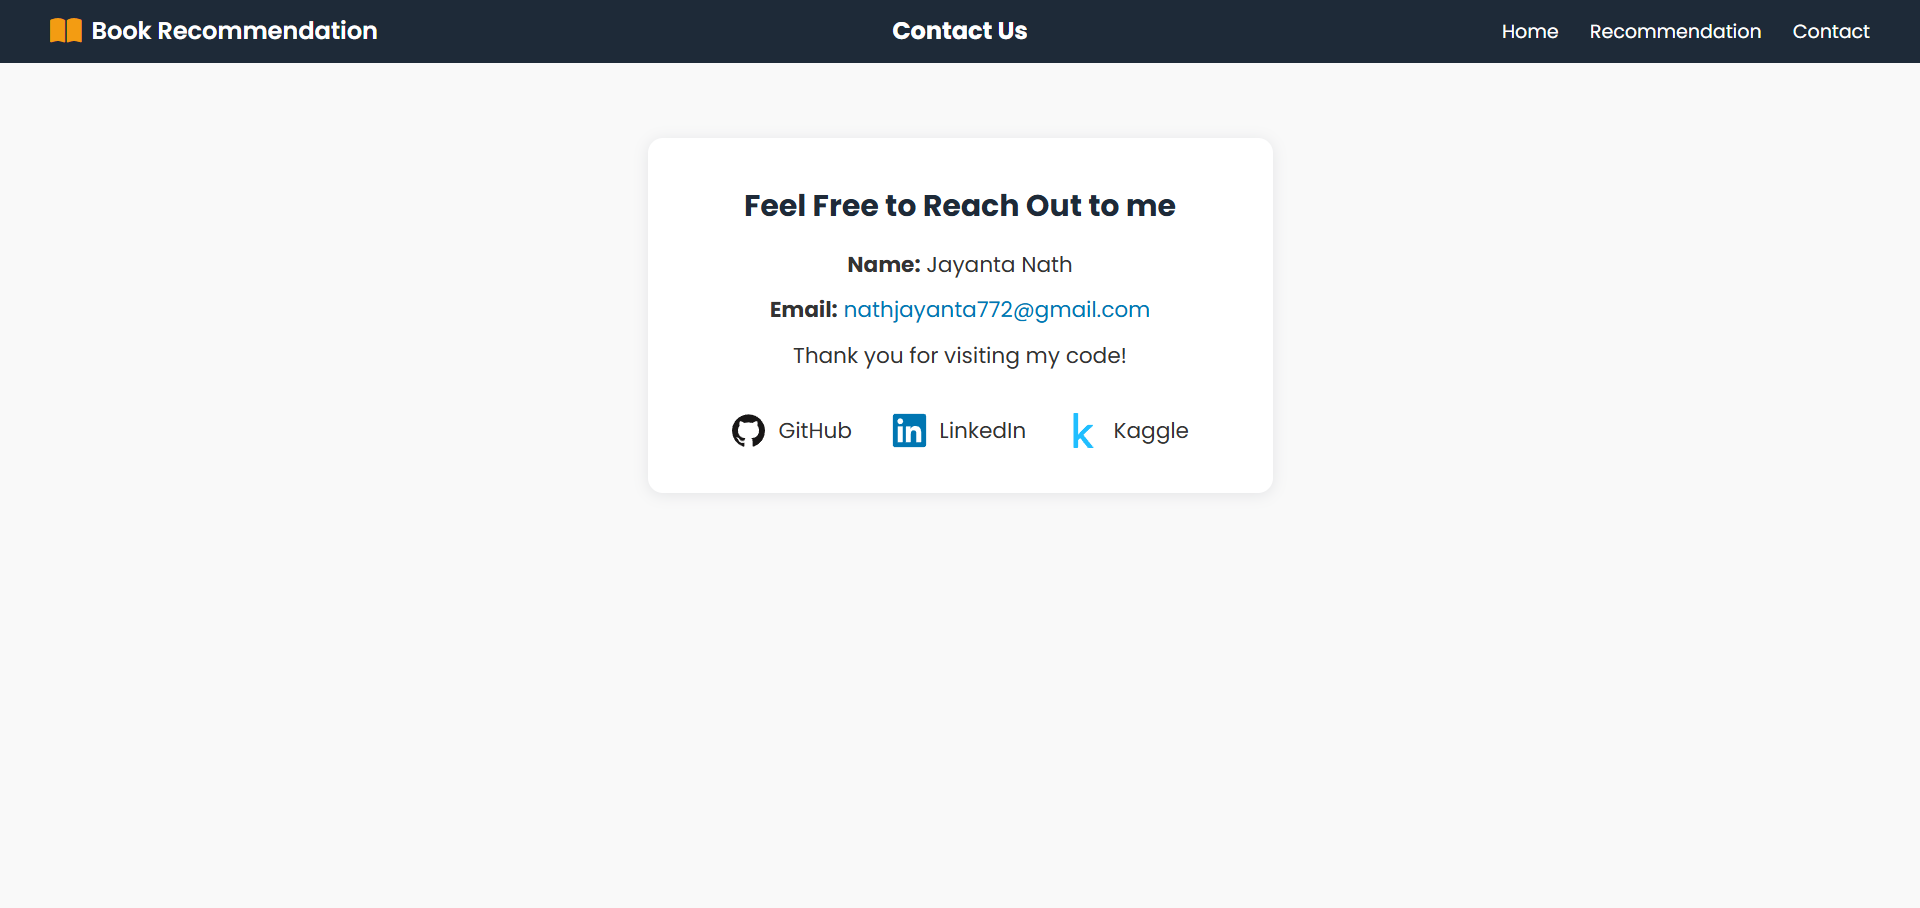 Book Recommendation
Contact Us
Home Recommendation Contact
Feel Free to Reach Out to me
Name: Jayanta Nath
Email: nathjayanta772@gmail.com
Thank you for visiting my code!
GitHub LinkedIn Kaggle